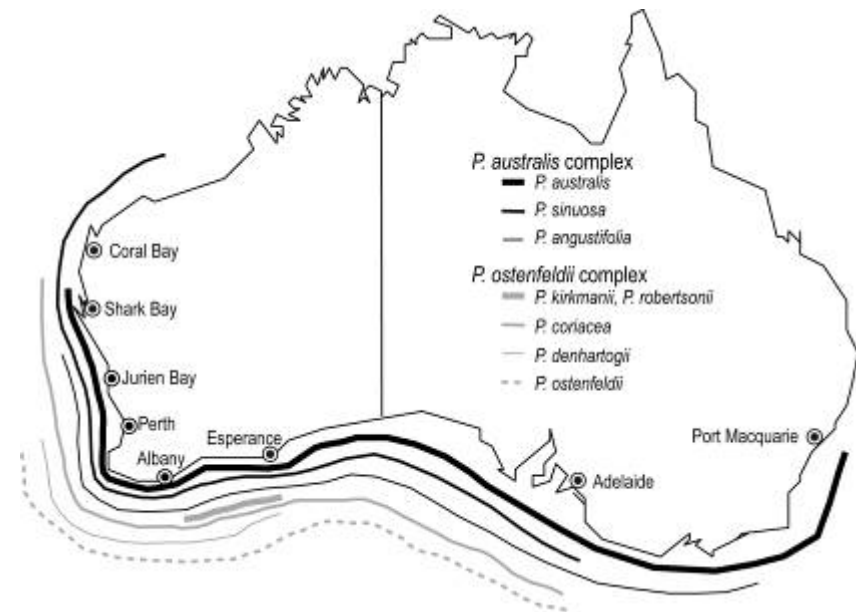 P. australis complex
P. australis
P. sinuosa
P. angustifolia
P. ostenfeldii complex
P. kirkmanii, P. robertsonii
P. coriacea
P. denhartogii
P. ostenfeldii
Coral Bay
Shark Bay
Jurien Bay
Perth
Albany
Esperance
Adelaide
Port Macquarie